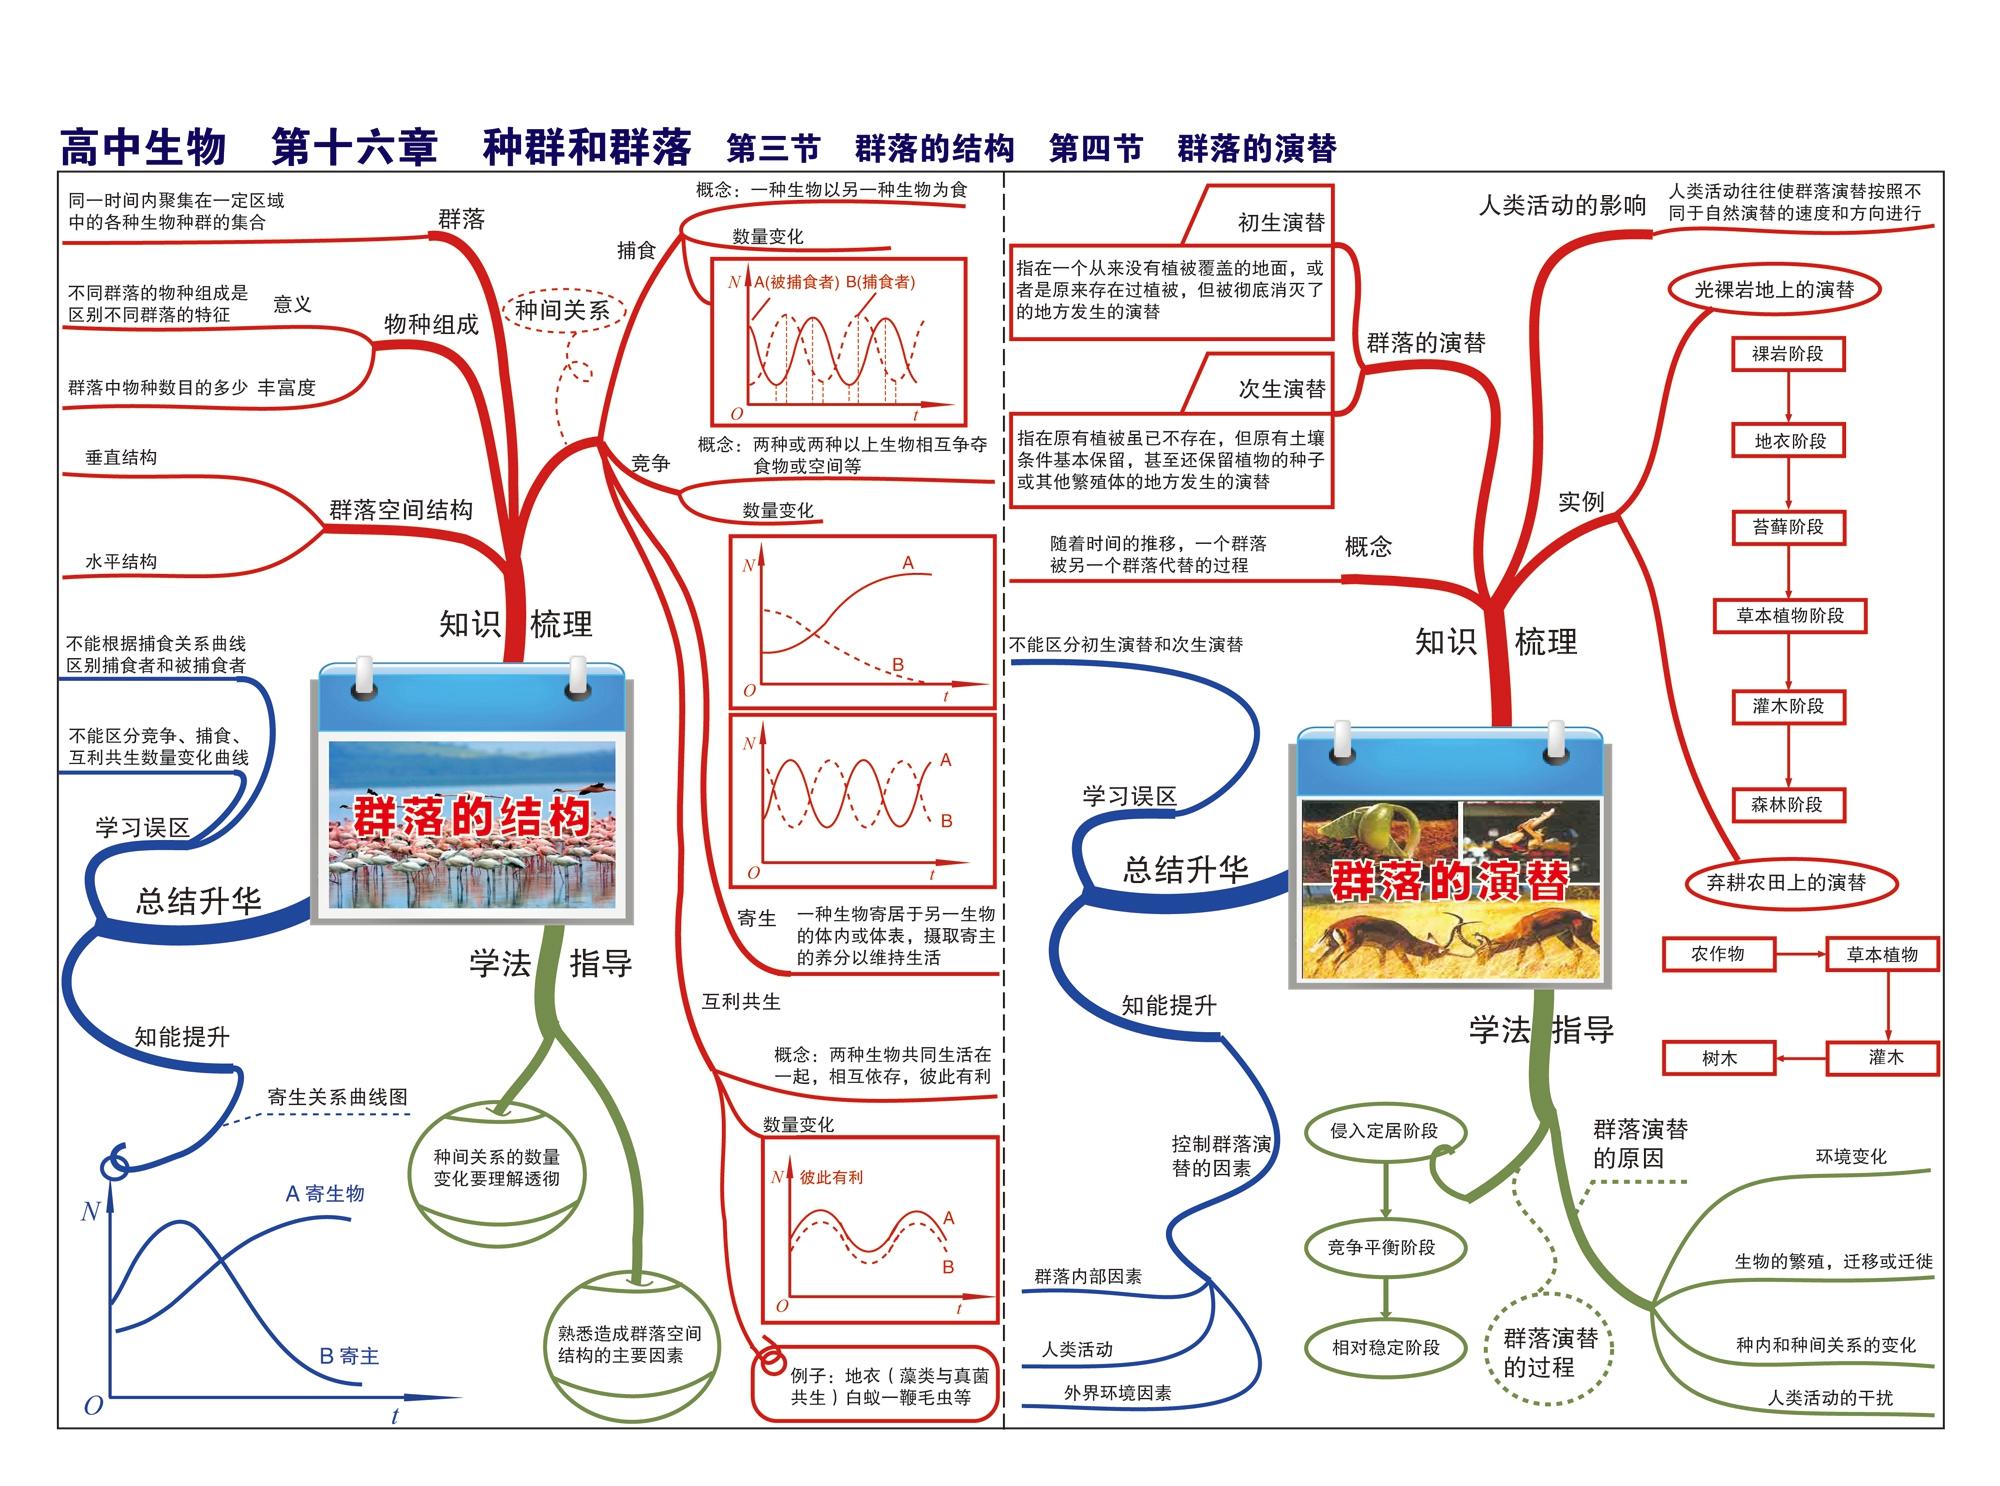 高中生物 第十六章 种群和群落 第三节 群落的结构 第四节 群落的演替
同一时间内聚集在一定区域
中的各种生物种群的集合
群落
不同群落的物种组成是
区别不同群落的特征
意义
物种组成
群落中物种数目的多少 丰富度
垂直结构
群落空间结构
水平结构
知识 梳理
种间关系
捕食
概念：一种生物以另一种生物为食
数量变化
N A(被捕食者) B(捕食者)
O t
竞争
概念：两种或两种以上生物相互争夺
食物或空间等
数量变化
N
A
B
O t
N
A
B
O t
寄生
一种生物寄居于另一生物
的体内或体表，摄取寄主
的养分以维持生活
互利共生
概念：两种生物共同生活在
一起，相互依存，彼此有利
数量变化
N 彼此有利
A
B
O t
例子：地衣（藻类与真菌
共生）白蚁一鞭毛虫等
不能根据捕食关系曲线
区别捕食者和被捕食者
不能区分竞争、捕食、
互利共生数量变化曲线
学习误区
总结升华
群落的结构
知能提升
寄生关系曲线图
N
A 寄生物
B 寄主
O t
学法 指导
种间关系的数量
变化要理解透彻
熟悉造成群落空间
结构的主要因素
初生演替
指在一个从来没有植被覆盖的地面，或
者是原来存在过植被，但被彻底消灭了
的地方发生的演替
次生演替
指在原有植被虽已不存在，但原有土壤
条件基本保留，甚至还保留植物的种子
或其他繁殖体的地方发生的演替
群落的演替
随着时间的推移，一个群落
被另一个群落代替的过程
概念
知识 梳理
人类活动的影响
人类活动往往使群落演替按照不
同于自然演替的速度和方向进行
实例
光裸岩地上的演替
裸岩阶段
地衣阶段
苔藓阶段
草本植物阶段
灌木阶段
森林阶段
弃耕农田上的演替
农作物
草本植物
树木
灌木
不能区分初生演替和次生演替
学习误区
总结升华
群落的演替
知能提升
控制群落演
替的因素
群落内部因素
人类活动
外界环境因素
学法 指导
侵入定居阶段
竞争平衡阶段
相对稳定阶段
群落演替
的过程
群落演替
的原因
环境变化
生物的繁殖，迁移或迁徙
种内和种间关系的变化
人类活动的干扰